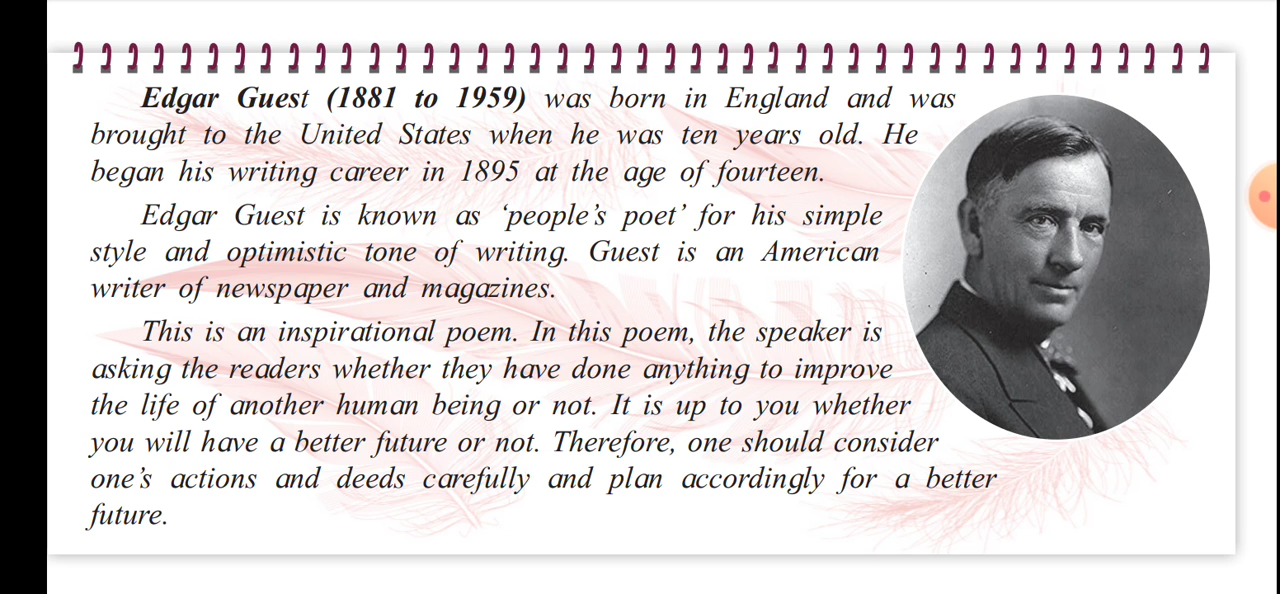 Edgar Guest (1881 to 1959) was born in England and was
brought to the United States when he was ten years old. He
began his writing career in 1895 at the age of fourteen.
Edgar Guest is known as ‘people’s poet’ for his simple
style and optimistic tone of writing. Guest is an American
writer of newspaper and magazines.
This is an inspirational poem. In this poem, the speaker is
asking the readers whether they have done anything to improve
the life of another human being or not. It is up to you whether
you will have a better future or not. Therefore, one should consider
one’s actions and deeds carefully and plan accordingly for a better
future.